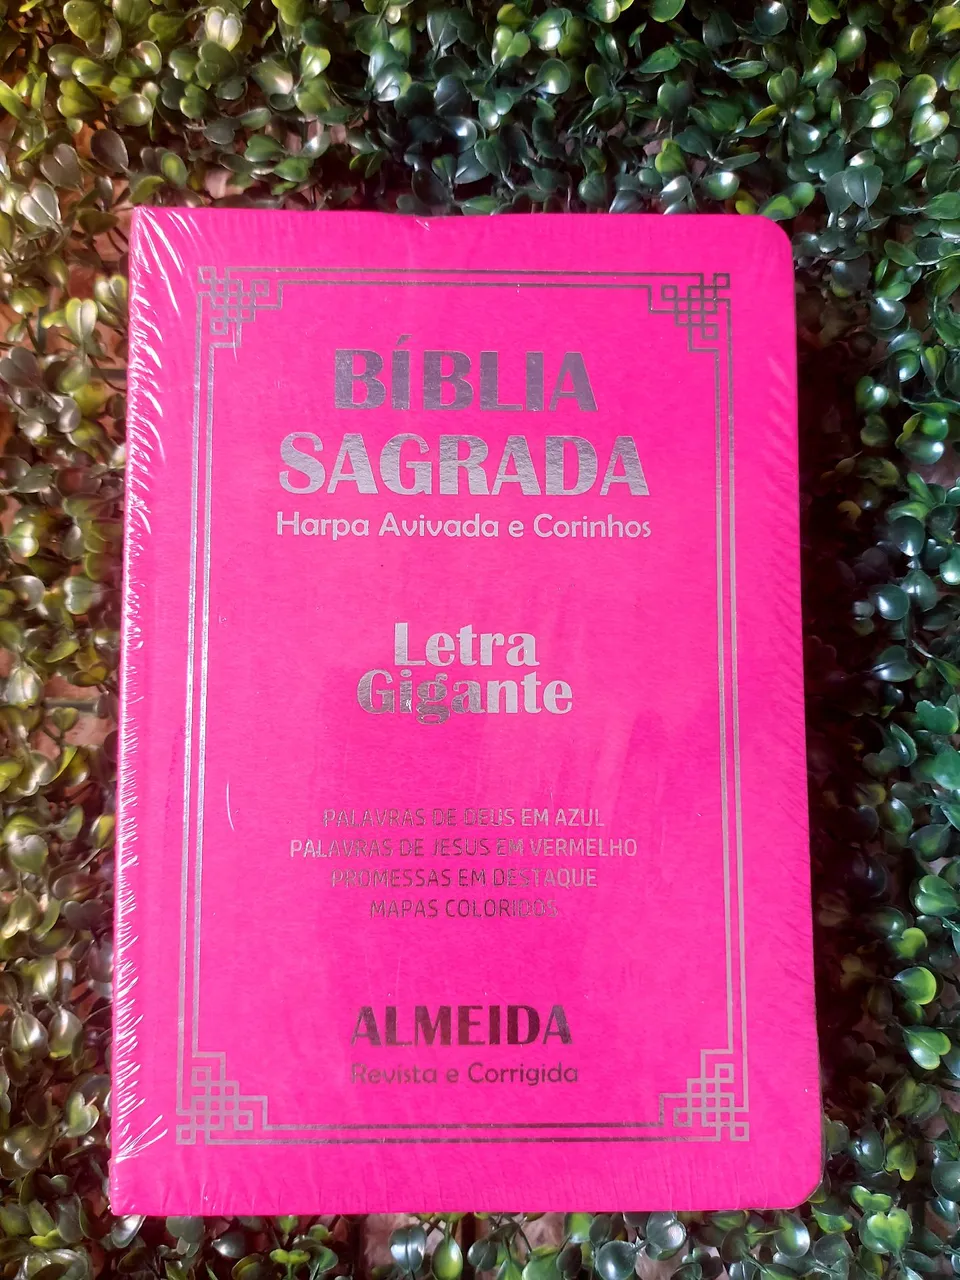 BÍBLIA
SAGRADA
Harpa Avivada e Corinhos
Letra
Gigante
PALAVRAS DE DEUS EM AZUL
PALAVRAS DE JESUS EM VERMELHO
PROMESSAS EM DESTAQUE
MAPAS COLORIDOS
ALMEIDA
Revista e Corrigida